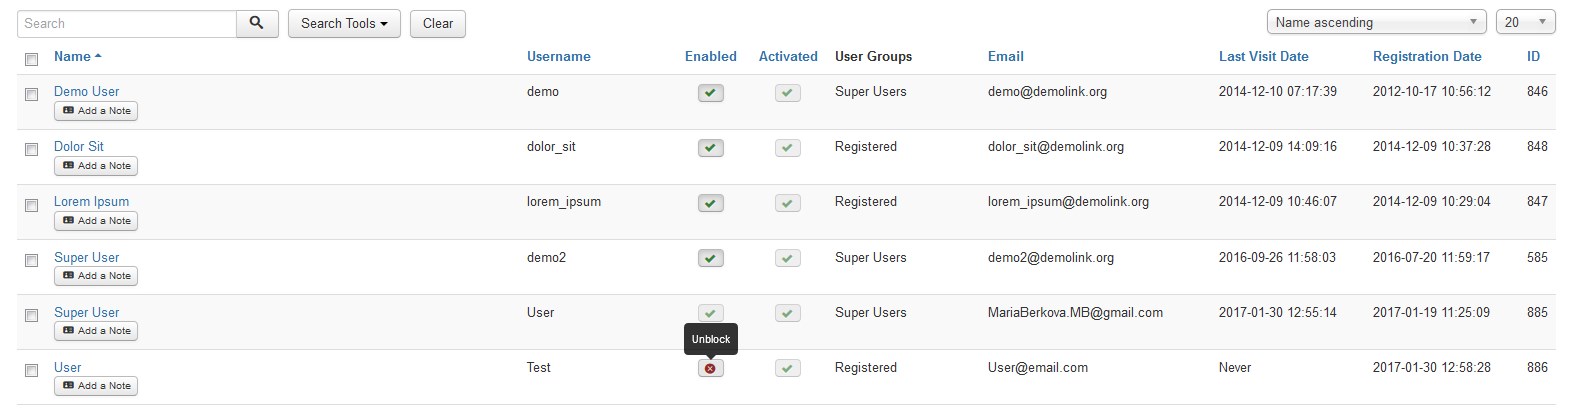 Search Search Tools Clear Name ascending 20
Name Username Enabled Activated User Groups Email Last Visit Date Registration Date ID
Demo User demo Super Users demo@demolink.org 2014-12-10 07:17:39 2012-10-17 10:56:12 846
Add a Note
Dolor Sit dolor_sit Registered dolor_sit@demolink.org 2014-12-09 14:09:16 2014-12-09 10:37:28 848
Add a Note
Lorem Ipsum lorem_ipsum Registered lorem_ipsum@demolink.org 2014-12-09 10:46:07 2014-12-09 10:29:04 847
Add a Note
Super User demo2 Super Users demo2@demolink.org 2016-09-26 11:58:03 2016-07-20 11:59:17 585
Add a Note
Super User User Super Users MariaBerkova.MB@gmail.com 2017-01-30 12:55:14 2017-01-19 11:25:09 885
Add a Note
Unblock
User Test Registered User@email.com Never 2017-01-30 12:58:28 886
Add a Note